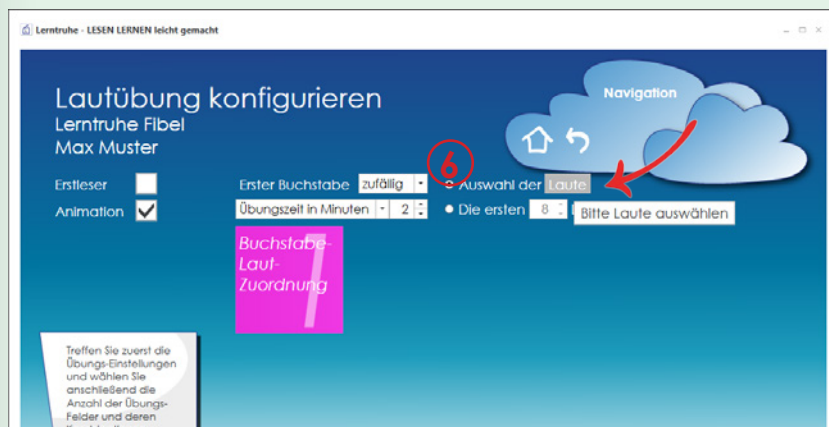 Lerntruhe - LESEN LERNEN leicht gemacht
Lautübung konfigurieren
Lerntruhe Fibel
Max Muster
Navigation
6
Erstleser
Erster Buchstabe zufällig
Auswahl der Laute
Animation
Übungszeit in Minuten 2
Die ersten 8
Bitte Laute auswählen
Buchstabe-
Laut-
Zuordnung
1
Treffen Sie zuerst die
Übungs-Einstellungen
und wählen Sie
anschließend die
Anzahl der Übungs-
Felder und deren